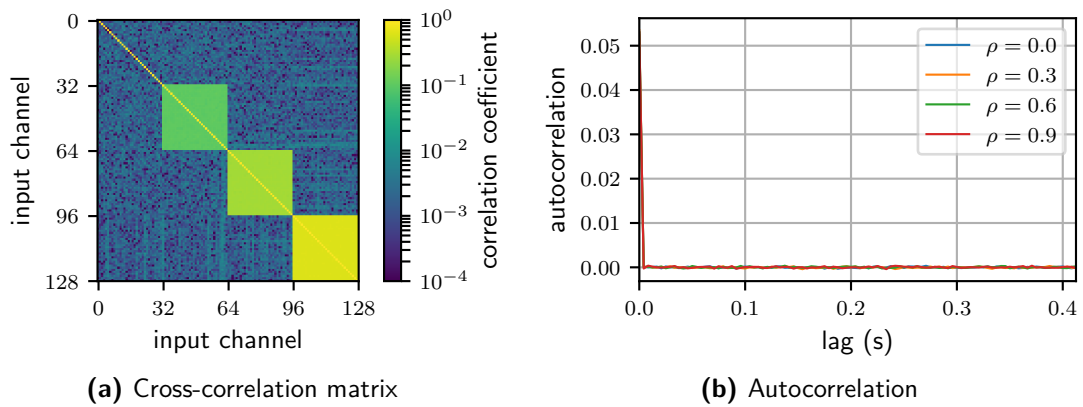 0
32
64
96
128
input channel
0
32
64
96
128
input channel
10⁰
10⁻¹
10⁻²
10⁻³
10⁻⁴
correlation coefficient
(a) Cross-correlation matrix
autocorrelation
0.05
0.04
0.03
0.02
0.01
0.00
0.0
0.1
0.2
0.3
0.4
lag (s)
ρ = 0.0
ρ = 0.3
ρ = 0.6
ρ = 0.9
(b) Autocorrelation